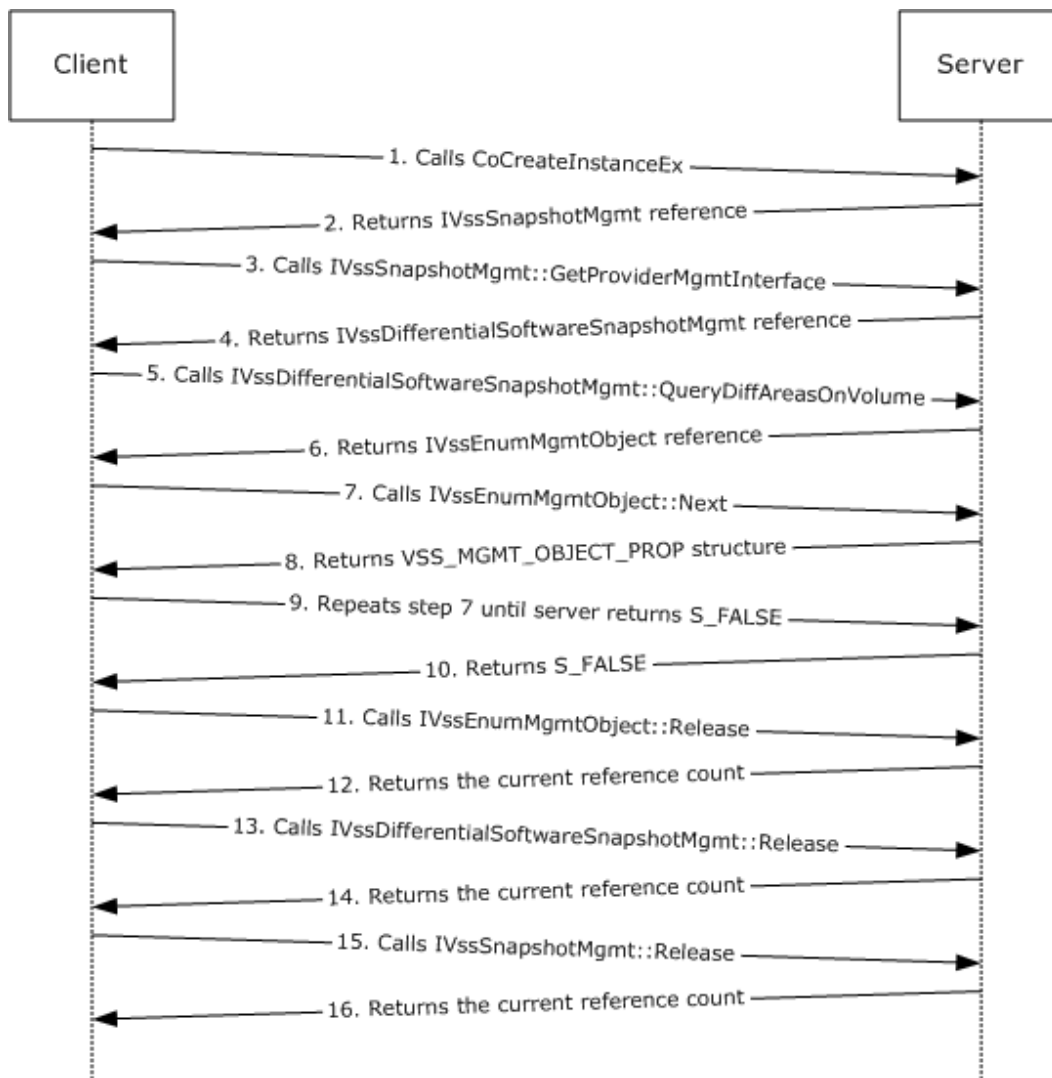 Client
Server
1. Calls CoCreateInstanceEx
2. Returns IVssSnapshotMgmt reference
3. Calls IVssSnapshotMgmt::GetProviderMgmtInterface
4. Returns IVssDifferentialSoftwareSnapshotMgmt reference
5. Calls IVssDifferentialSoftwareSnapshotMgmt::QueryDiffAreasOnVolume
6. Returns IVssEnumMgmtObject reference
7. Calls IVssEnumMgmtObject::Next
8. Returns VSS_MGMT_OBJECT_PROP structure
9. Repeats step 7 until server returns S_FALSE
10. Returns S_FALSE
11. Calls IVssEnumMgmtObject::Release
12. Returns the current reference count
13. Calls IVssDifferentialSoftwareSnapshotMgmt::Release
14. Returns the current reference count
15. Calls IVssSnapshotMgmt::Release
16. Returns the current reference count